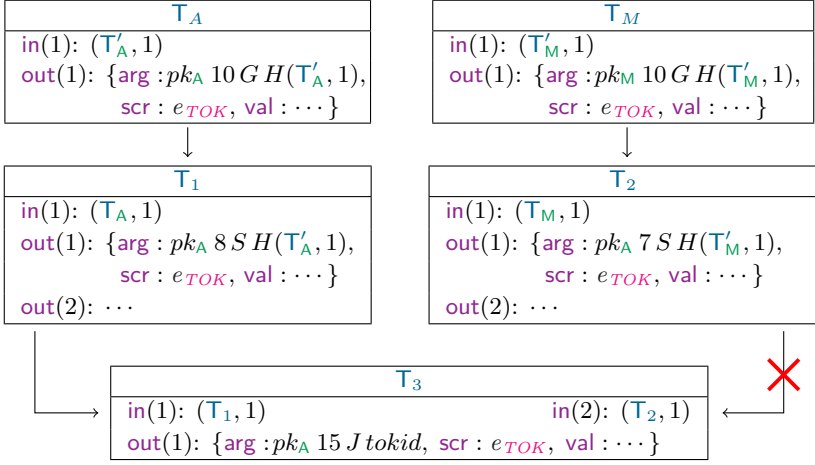 T_A
in(1): (T'_A, 1)
out(1): {arg : pk_A 10 G H(T'_A, 1),
scr : e_TOK, val : ··· }
T_M
in(1): (T'_M, 1)
out(1): {arg : pk_M 10 G H(T'_M, 1),
scr : e_TOK, val : ··· }
T_1
in(1): (T_A, 1)
out(1): {arg : pk_A 8 S H(T'_A, 1),
scr : e_TOK, val : ··· }
out(2): ···
T_2
in(1): (T_M, 1)
out(1): {arg : pk_A 7 S H(T'_M, 1),
scr : e_TOK, val : ··· }
out(2): ···
T_3
in(1): (T_1, 1) in(2): (T_2, 1)
out(1): {arg : pk_A 15 J tokid, scr : e_TOK, val : ··· }